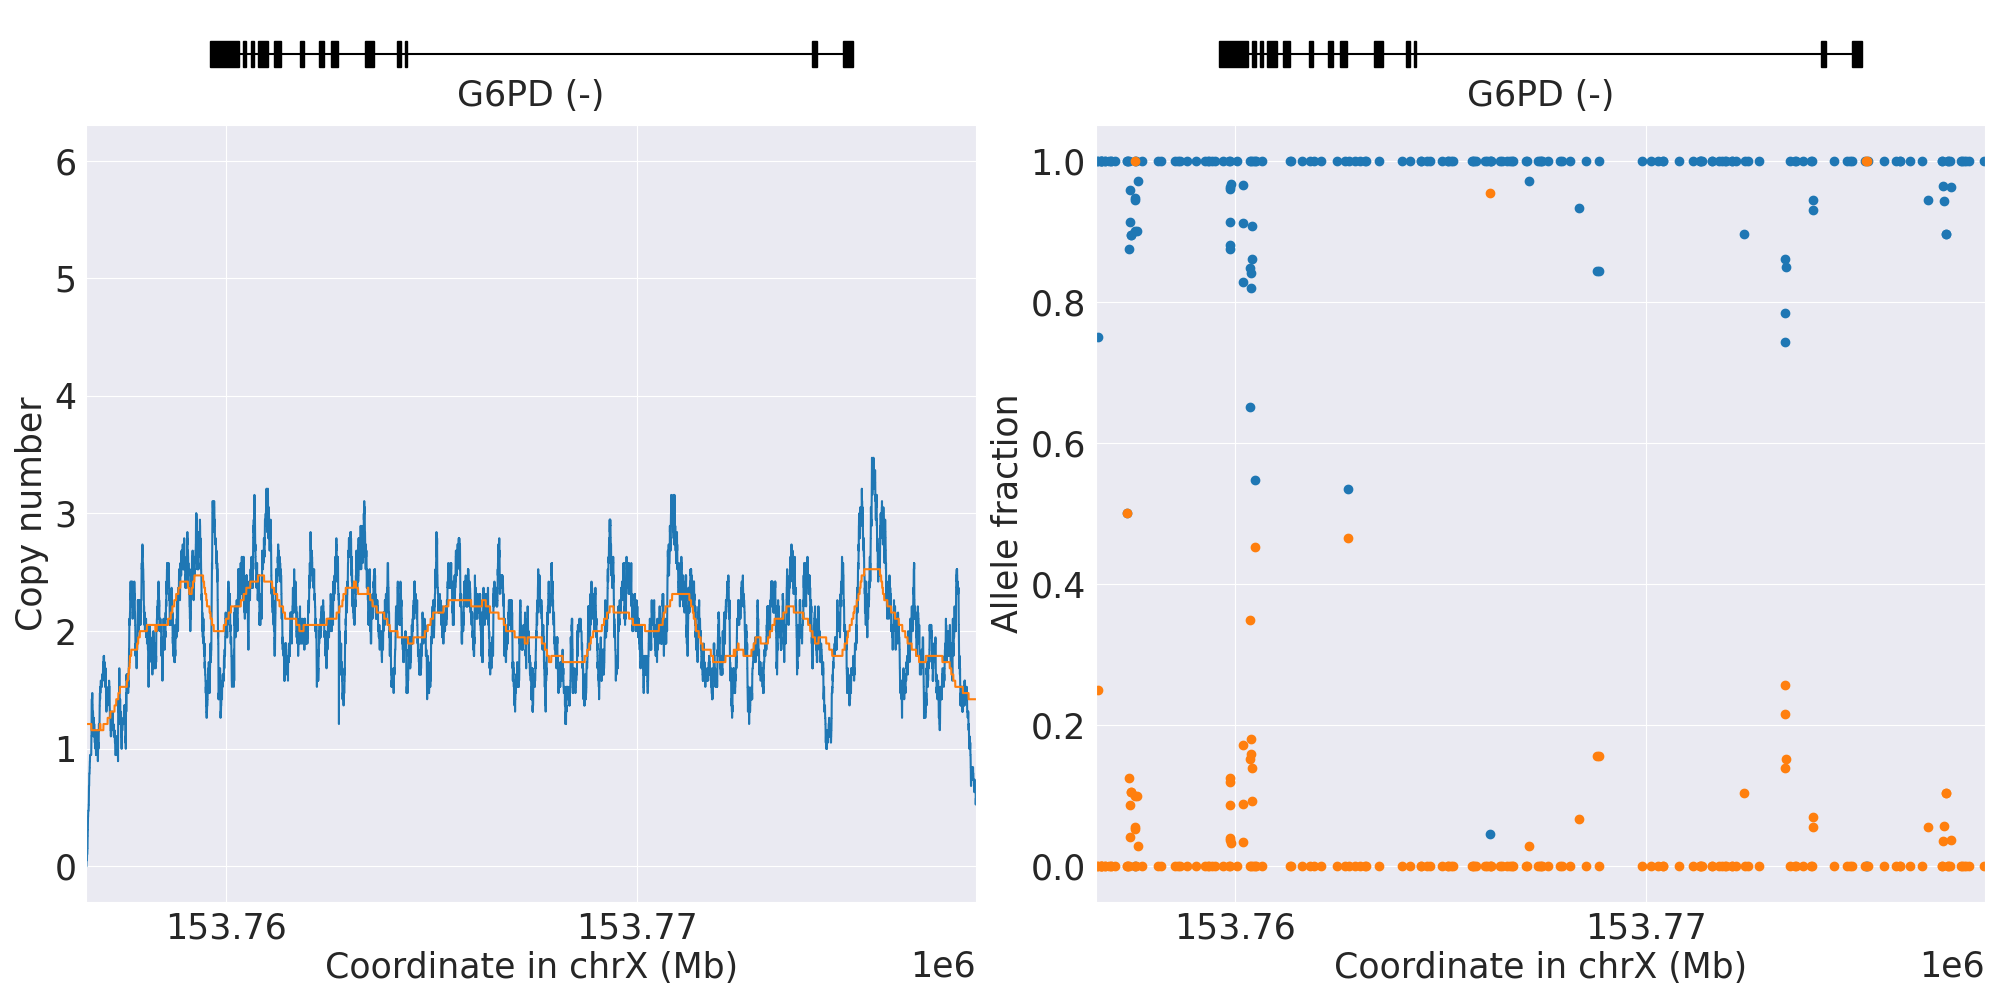 G6PD (-)
6
5
4
3
2
1
0
Copy number
153.76
153.77
Coordinate in chrX (Mb)
1e6
G6PD (-)
1.0
0.8
0.6
0.4
0.2
0.0
Allele fraction
153.76
153.77
Coordinate in chrX (Mb)
1e6